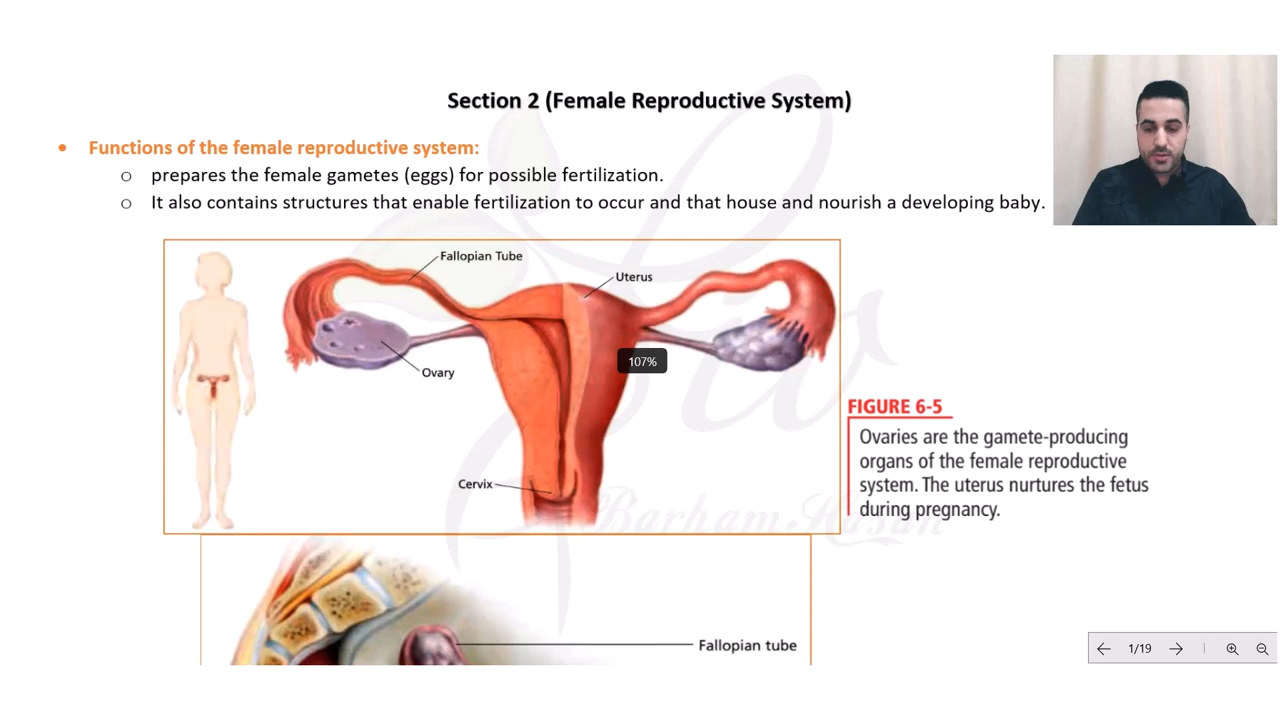 Section 2 (Female Reproductive System)
• Functions of the female reproductive system:
o prepares the female gametes (eggs) for possible fertilization.
o It also contains structures that enable fertilization to occur and that house and nourish a developing baby.
Fallopian Tube
Uterus
107%
Ovary
Cervix
FIGURE 6-5
Ovaries are the gamete-producing
organs of the female reproductive
system. The uterus nurtures the fetus
during pregnancy.
Barham
Fallopian tube
1/19